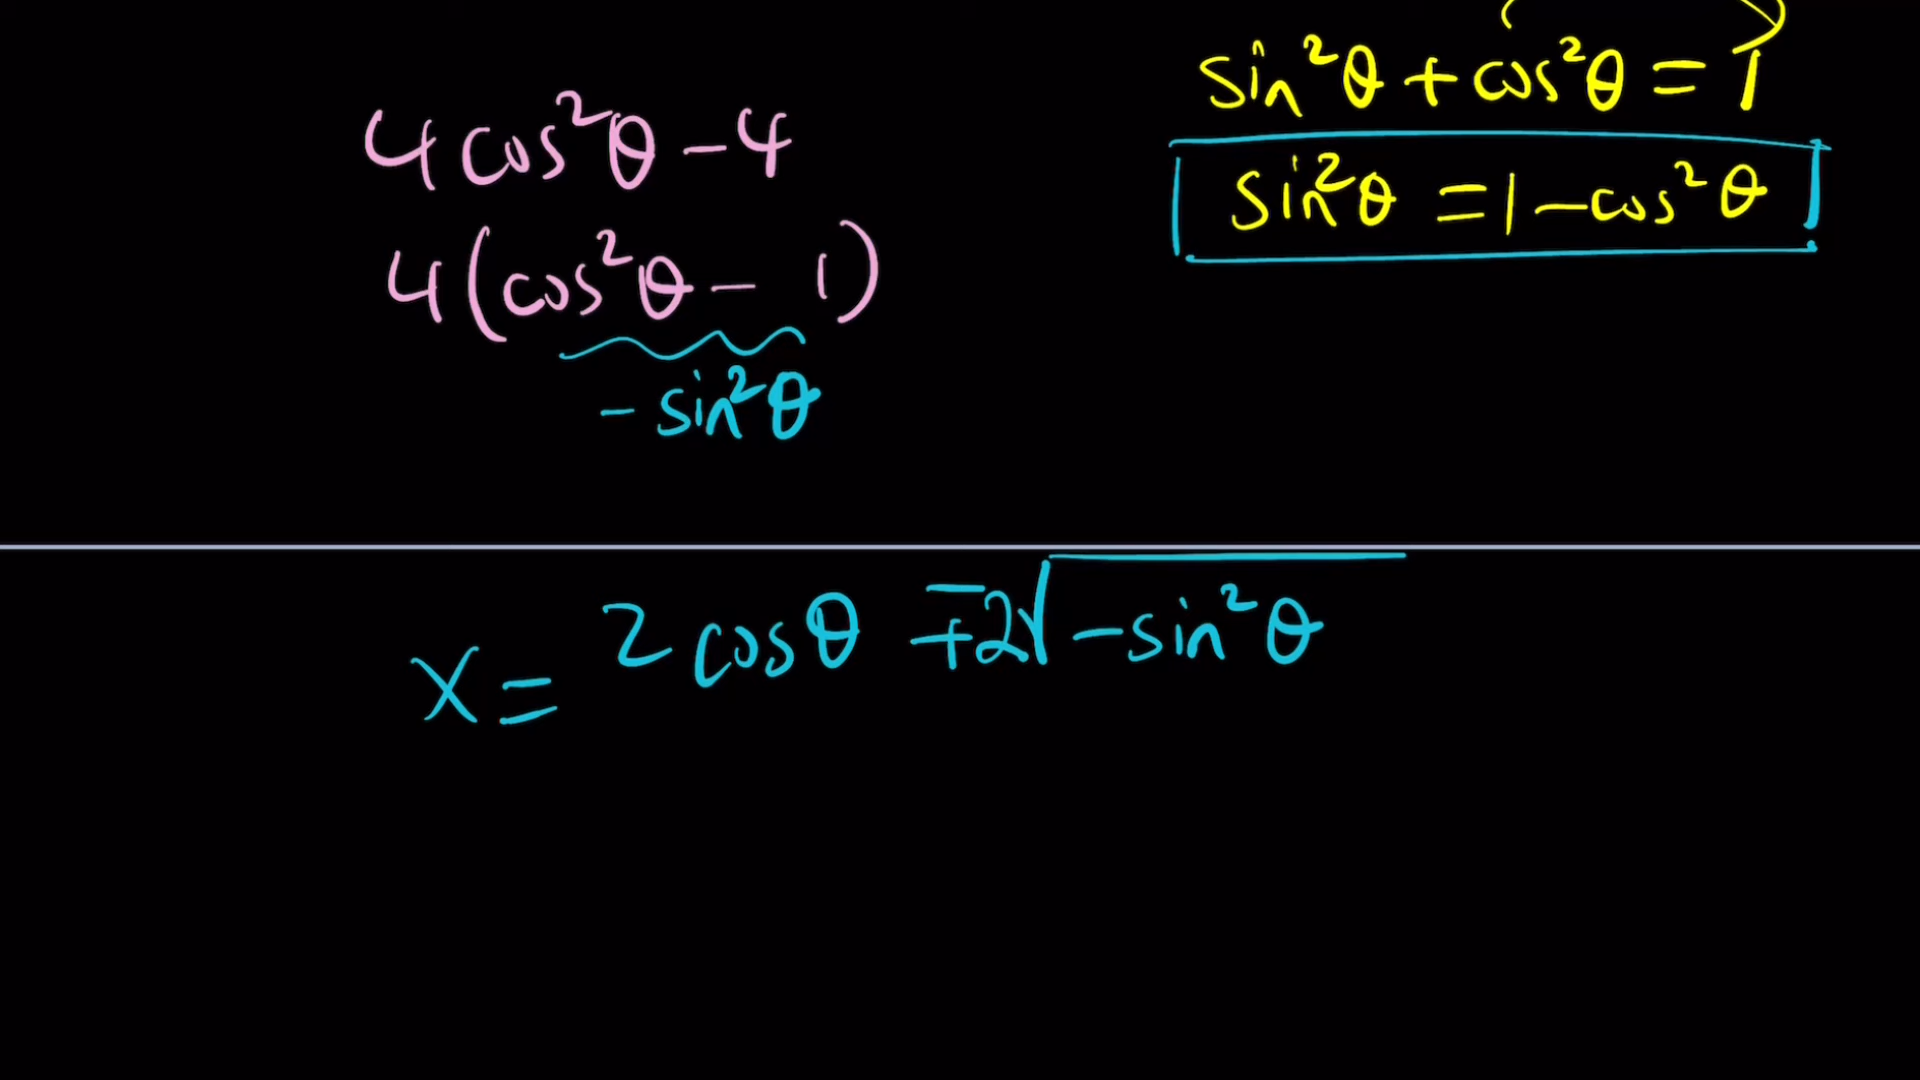 4cos²θ-4
4(cos²θ- 1)
-sin²θ
sin²θ+cos²θ=1
sin²θ=1-cos²θ
x= 2cosθ ∓2√-sin²θ